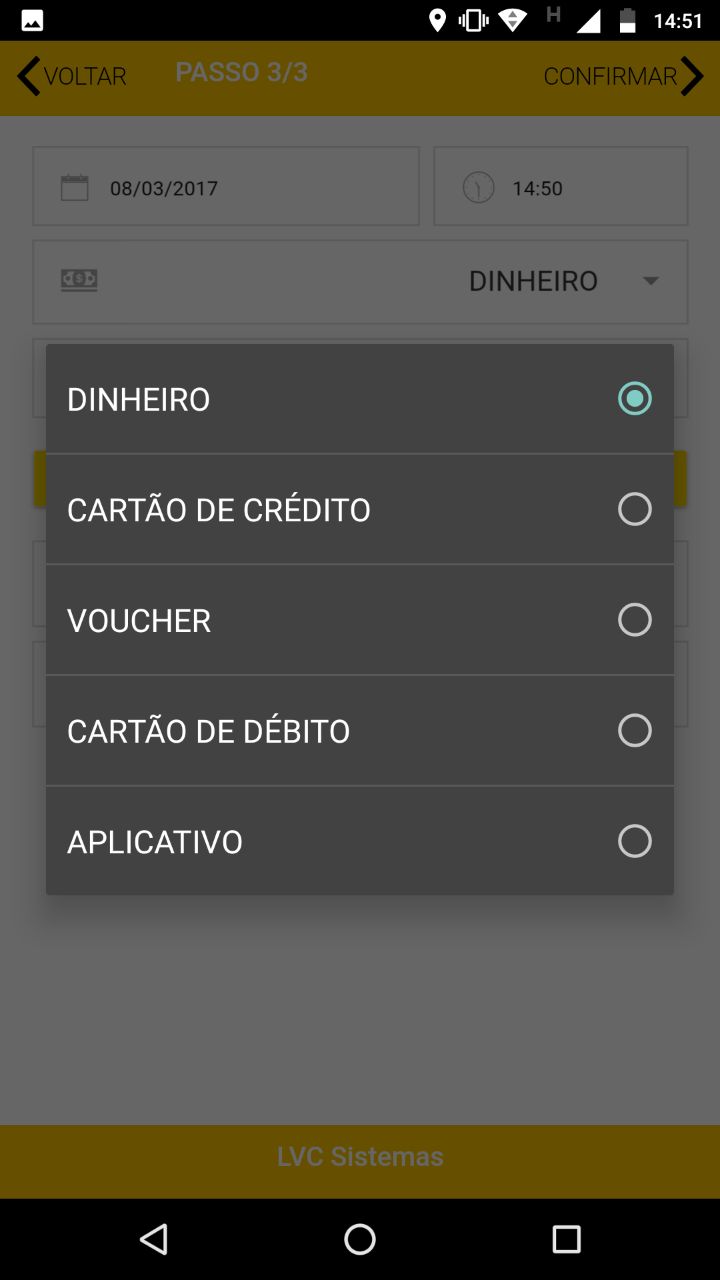 H 14:51
VOLTAR PASSO 3/3 CONFIRMAR
08/03/2017 14:50
DINHEIRO
DINHEIRO
CARTÃO DE CRÉDITO
VOUCHER
CARTÃO DE DÉBITO
APLICATIVO
LVC Sistemas